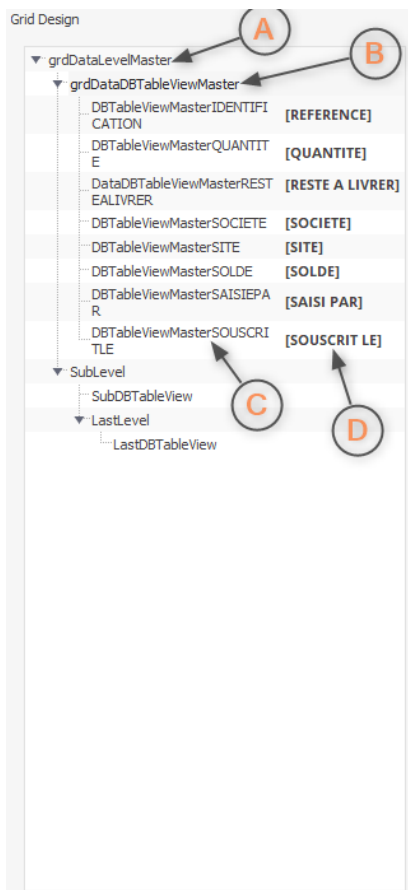 Grid Design
A
grdDataLevelMaster
B
grdDataDBTableViewMaster
DBTableViewMasterIDENTIFI
CATION
[REFERENCE]
DBTableViewMasterQUANTIT
E
[QUANTITE]
DataDBTableViewMasterREST
EALIVRER
[RESTE A LIVRER]
DBTableViewMasterSOCIETE [SOCIETE]
DBTableViewMasterSITE [SITE]
DBTableViewMasterSOLDE [SOLDE]
DBTableViewMasterSAISIEPA
R
[SAISI PAR]
DBTableViewMasterSOUSCRI
TLE
[SOUSCRIT LE]
SubLevel
SubDBTableView
C
D
LastLevel
LastDBTableView